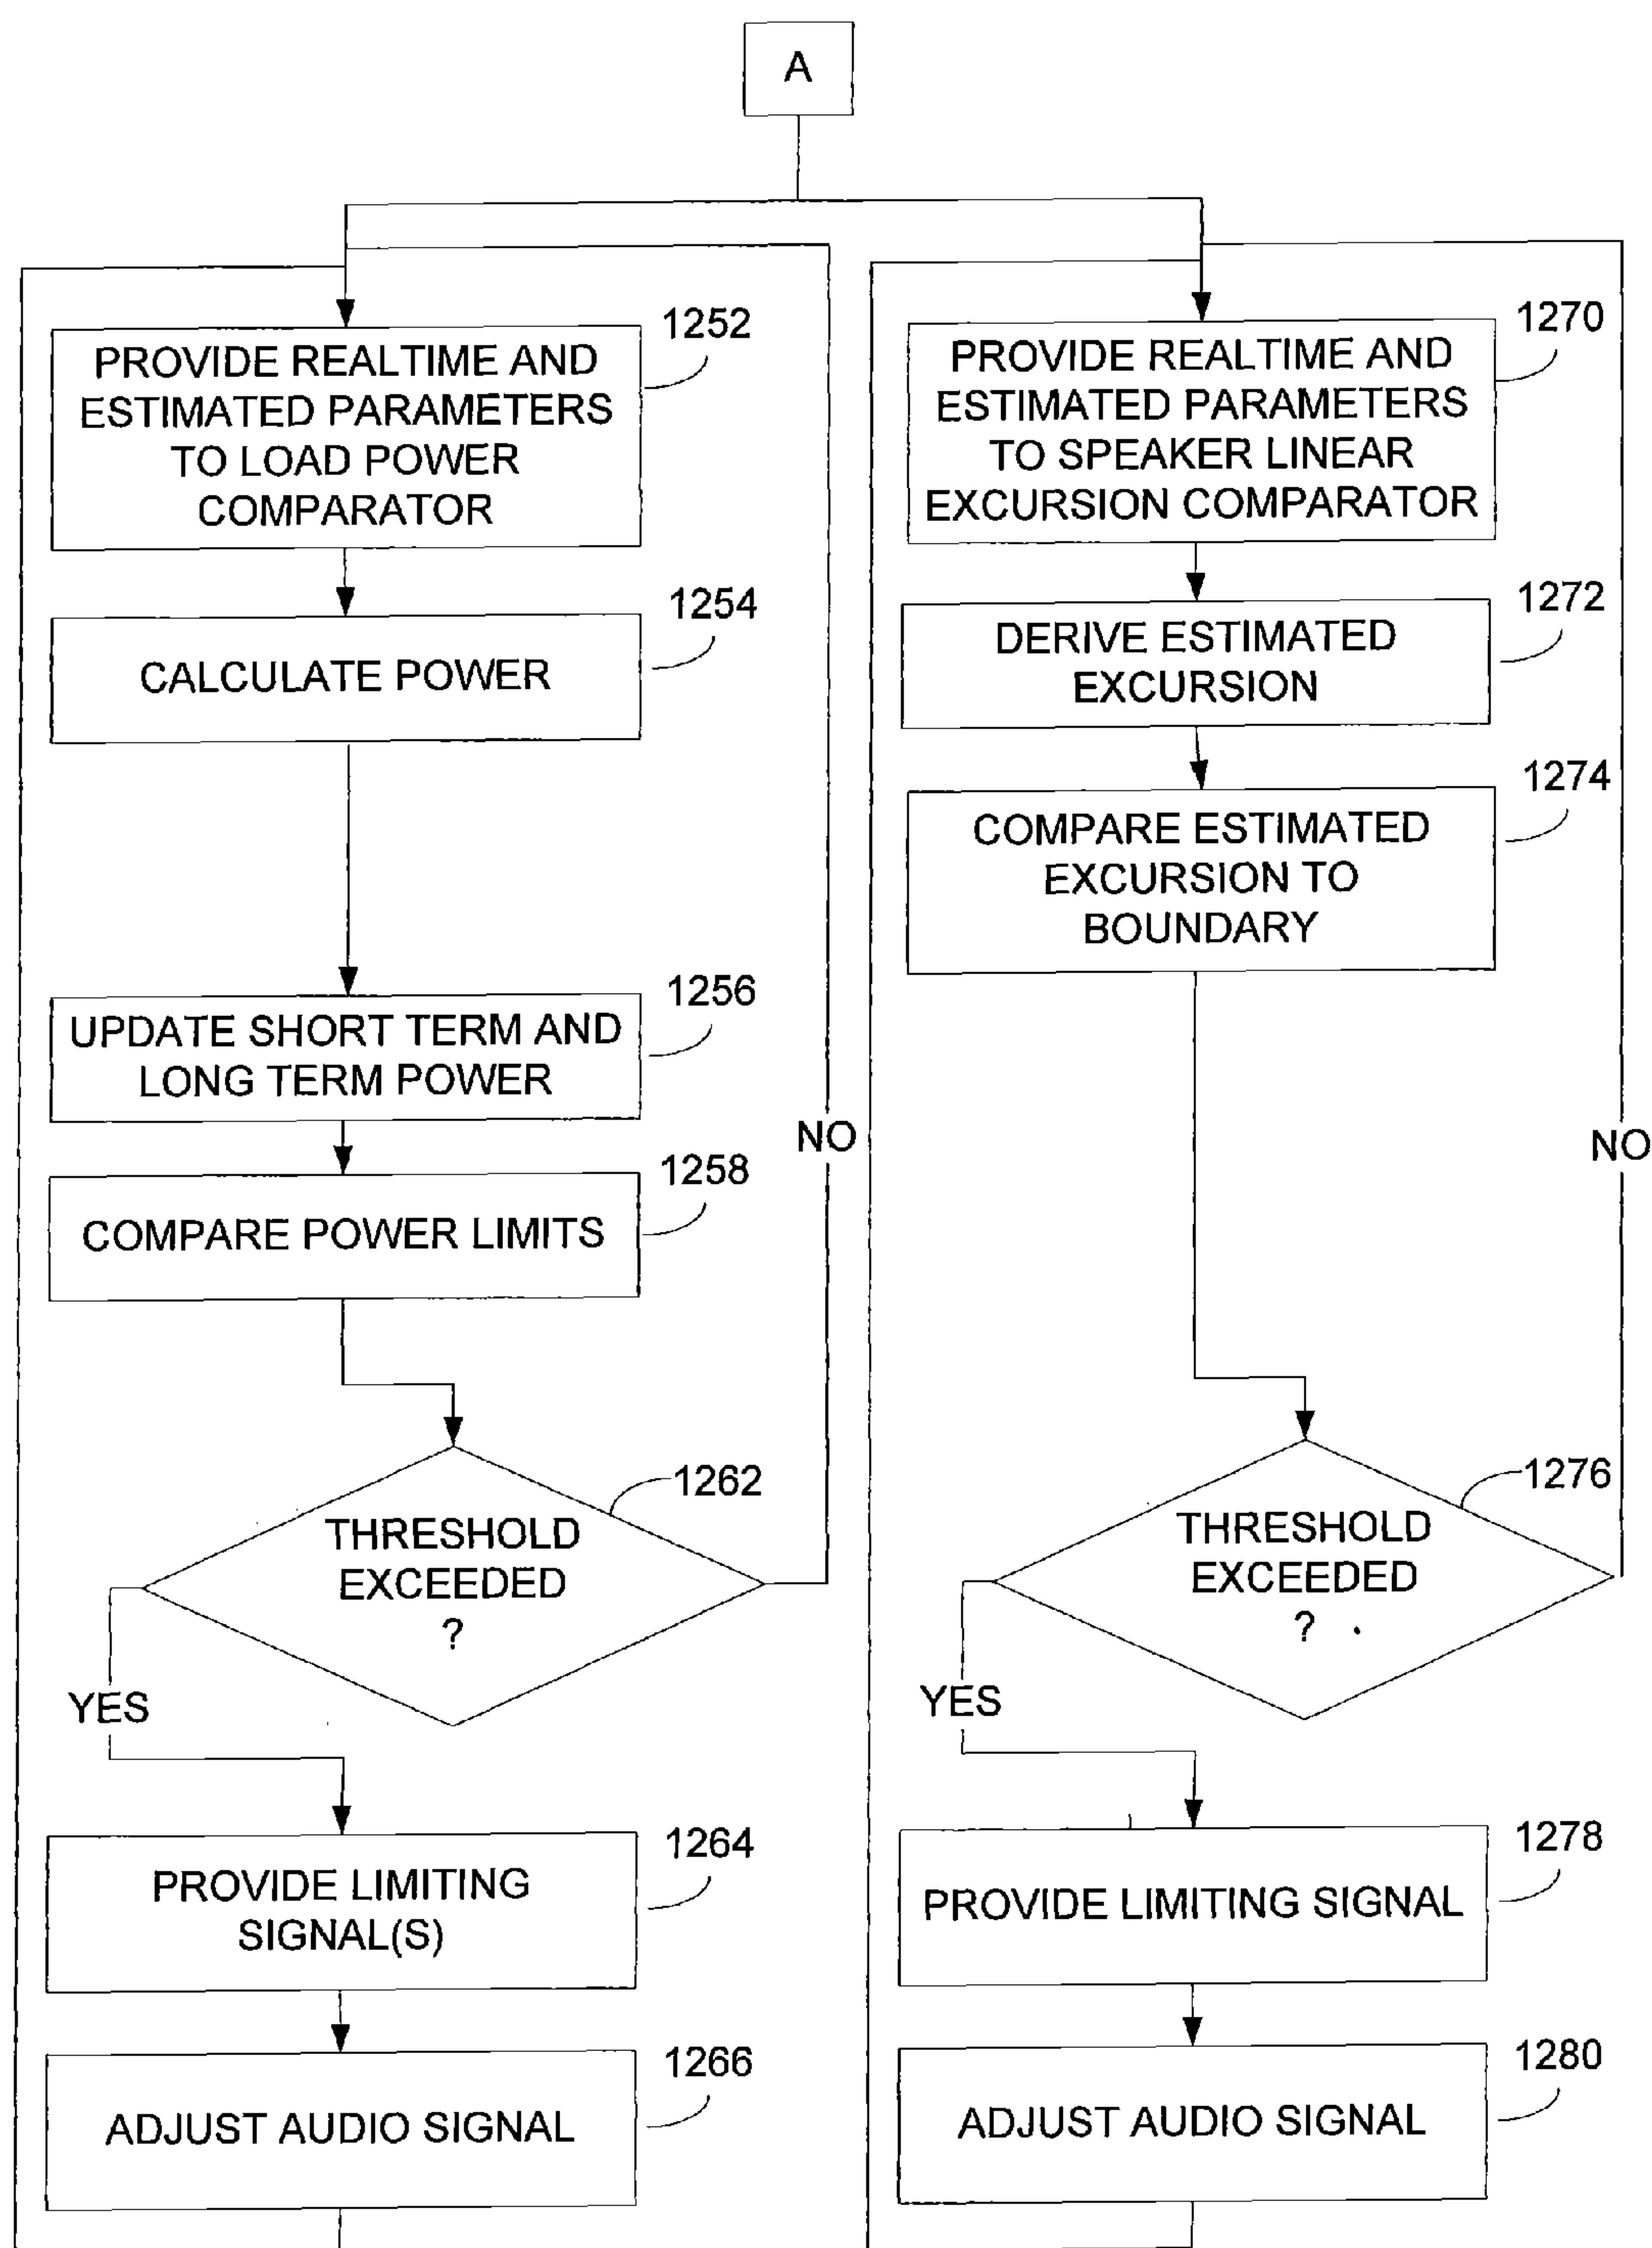 A
1252
PROVIDE REALTIME AND
ESTIMATED PARAMETERS
TO LOAD POWER
COMPARATOR
1254
CALCULATE POWER
1256
UPDATE SHORT TERM AND
LONG TERM POWER
1258
COMPARE POWER LIMITS
NO
1262
THRESHOLD
EXCEEDED
?
YES
1264
PROVIDE LIMITING
SIGNAL(S)
1266
ADJUST AUDIO SIGNAL
1270
PROVIDE REALTIME AND
ESTIMATED PARAMETERS
TO SPEAKER LINEAR
EXCURSION COMPARATOR
1272
DERIVE ESTIMATED
EXCURSION
1274
COMPARE ESTIMATED
EXCURSION TO
BOUNDARY
NO
1276
THRESHOLD
EXCEEDED
?
YES
1278
PROVIDE LIMITING SIGNAL
1280
ADJUST AUDIO SIGNAL